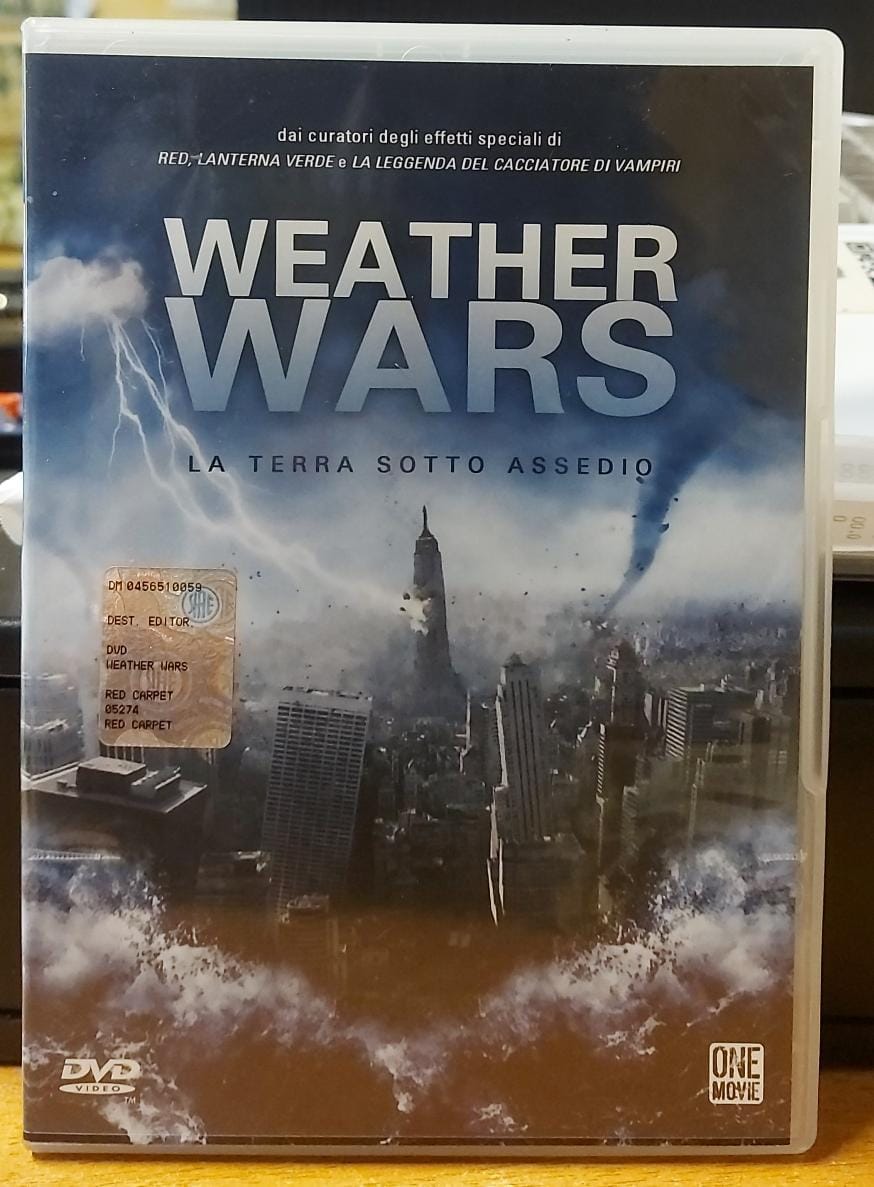 dai curatori degli effetti speciali di
RED, LANTERNA VERDE e LA LEGGENDA DEL CACCIATORE DI VAMPIRI
WEATHER
WARS
LA TERRA SOTTO ASSEDIO
DM 0456510059
DEST. EDITOR
DVD
WEATHER WARS
RED CARPET
05274
RED CARPET
DVD
VIDEO
TM
ONE
MOVIE